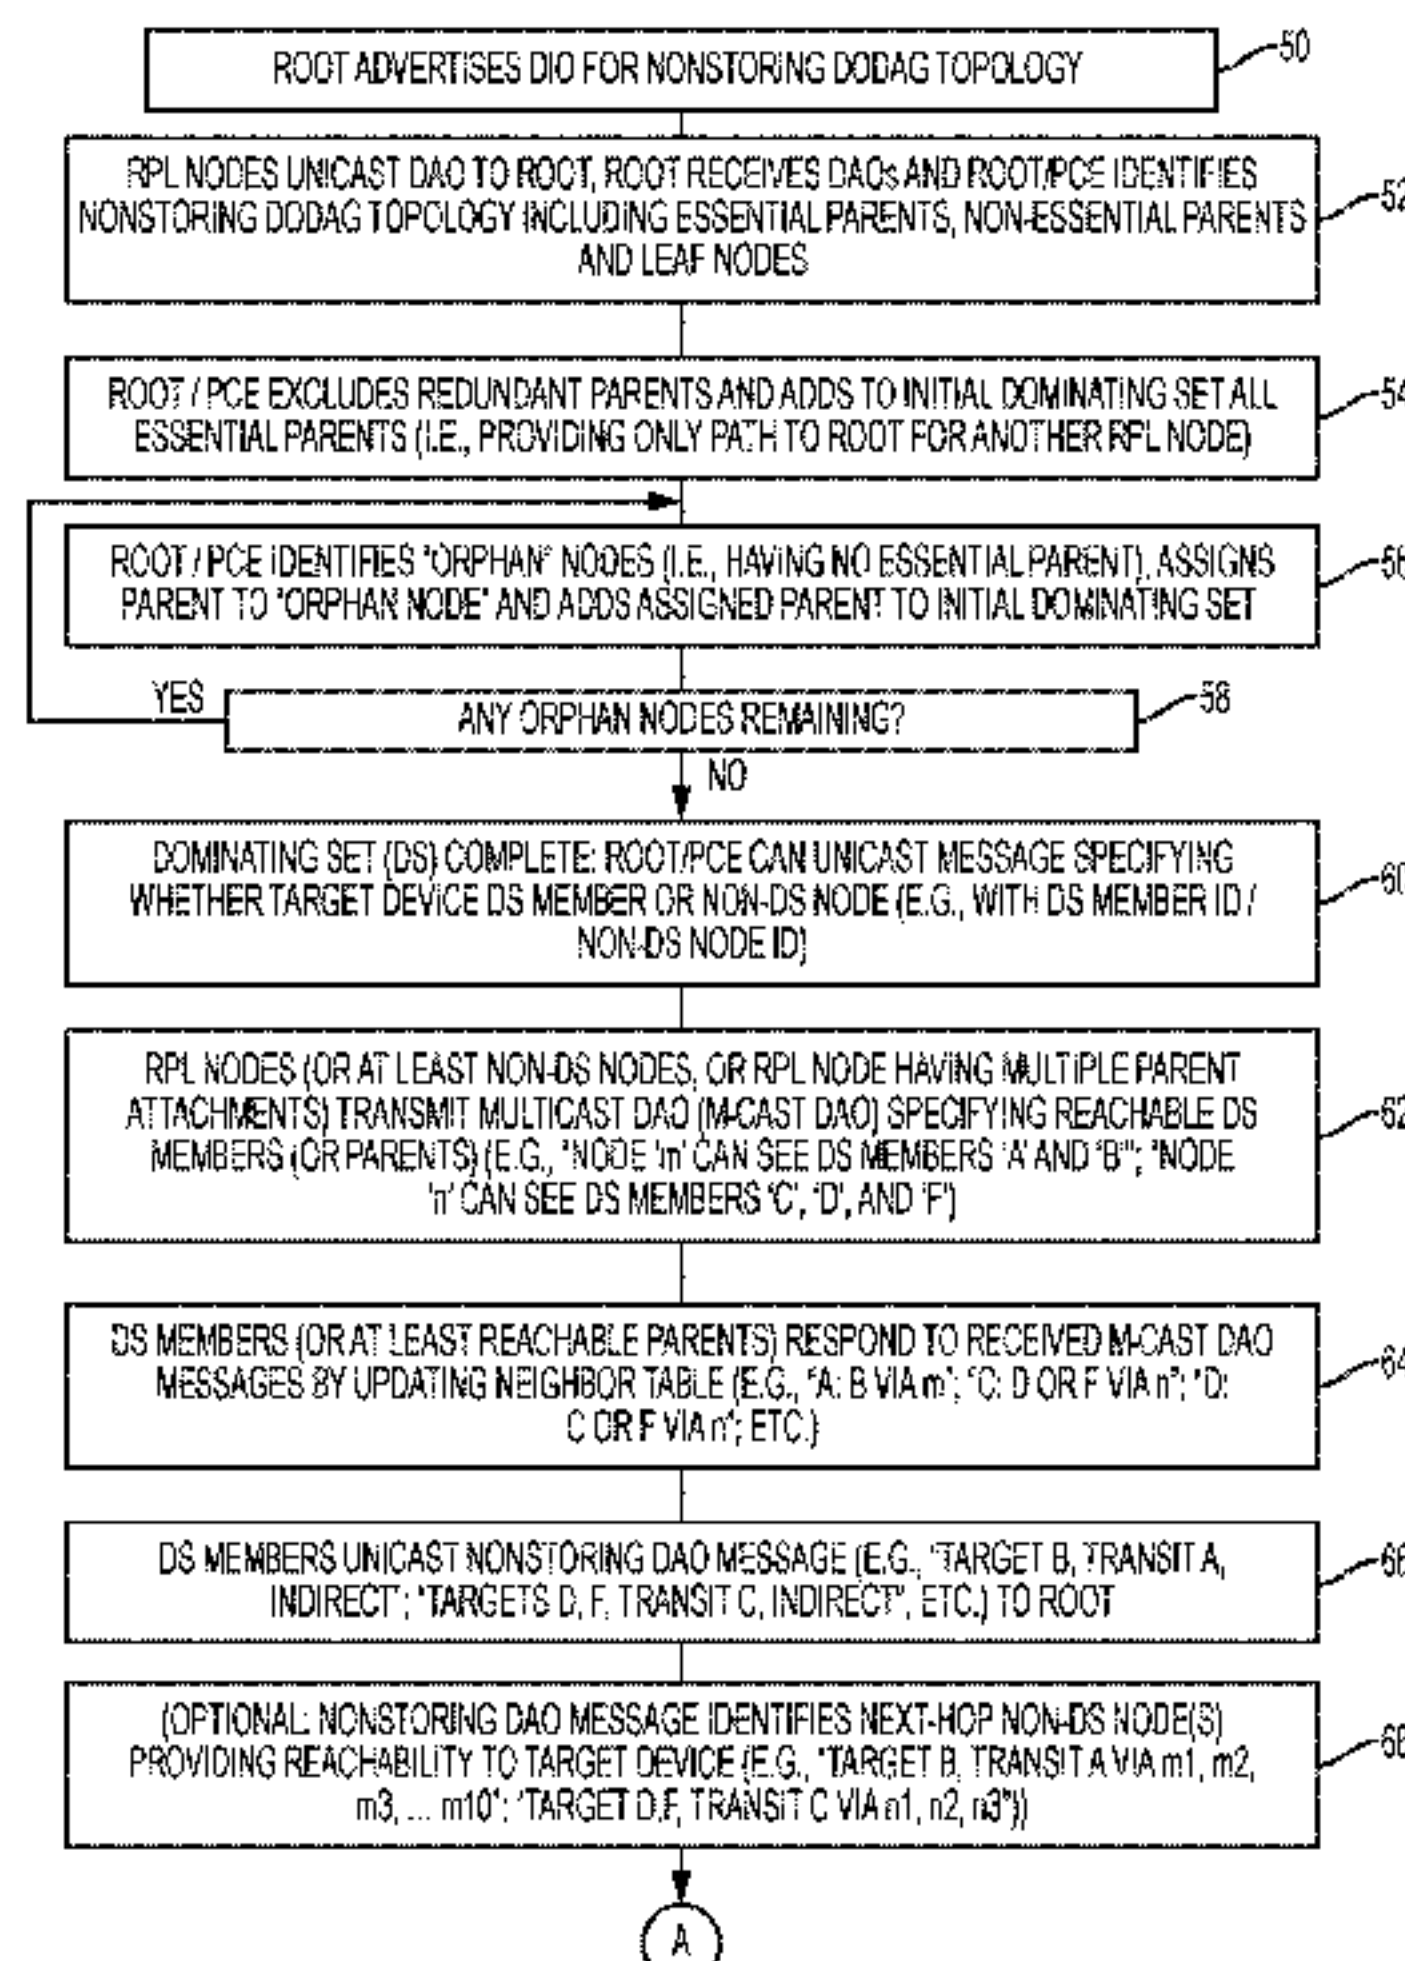 50
ROOT ADVERTISES DIO FOR NONSTORING DODAG TOPOLOGY
52
RPL NODES UNICAST DAO TO ROOT, ROOT RECEIVES DAOs AND ROOT/PCE IDENTIFIES
NONSTORING DODAG TOPOLOGY INCLUDING ESSENTIAL PARENTS, NON-ESSENTIAL PARENTS
AND LEAF NODES
54
ROOT / PCE EXCLUDES REDUNDANT PARENTS AND ADDS TO INITIAL DOMINATING SET ALL
ESSENTIAL PARENTS (I.E., PROVIDING ONLY PATH TO ROOT FOR ANOTHER RPL NODE)
56
ROOT / PCE IDENTIFIES "ORPHAN" NODES (I.E., HAVING NO ESSENTIAL PARENT), ASSIGNS
PARENT TO "ORPHAN NODE" AND ADDS ASSIGNED PARENT TO INITIAL DOMINATING SET
YES
58
ANY ORPHAN NODES REMAINING?
NO
60
DOMINATING SET (DS) COMPLETE: ROOT/PCE CAN UNICAST MESSAGE SPECIFYING
WHETHER TARGET DEVICE DS MEMBER OR NON-DS NODE (E.G., WITH DS MEMBER ID /
NON-DS NODE ID)
62
RPL NODES (OR AT LEAST NON-DS NODES, OR RPL NODE HAVING MULTIPLE PARENT
ATTACHMENTS) TRANSMIT MULTICAST DAO (M-CAST DAO) SPECIFYING REACHABLE DS
MEMBERS (OR PARENTS) (E.G., "NODE 'm' CAN SEE DS MEMBERS 'A' AND 'B'"; "NODE
'n' CAN SEE DS MEMBERS 'C', 'D', AND 'F')
64
DS MEMBERS (OR AT LEAST REACHABLE PARENTS) RESPOND TO RECEIVED M-CAST DAO
MESSAGES BY UPDATING NEIGHBOR TABLE (E.G., "A: B VIA m"; "C: D OR F VIA n"; "D:
C OR F VIA n"; ETC.)
66
DS MEMBERS UNICAST NONSTORING DAO MESSAGE (E.G., "TARGET B, TRANSIT A,
INDIRECT"; "TARGETS D, F, TRANSIT C, INDIRECT", ETC.) TO ROOT
66
(OPTIONAL: NONSTORING DAO MESSAGE IDENTIFIES NEXT-HOP NON-DS NODE(S)
PROVIDING REACHABILITY TO TARGET DEVICE (E.G., "TARGET B, TRANSIT A VIA m1, m2,
m3, ... m10"; "TARGET D,F, TRANSIT C VIA n1, n2, n3"))
A